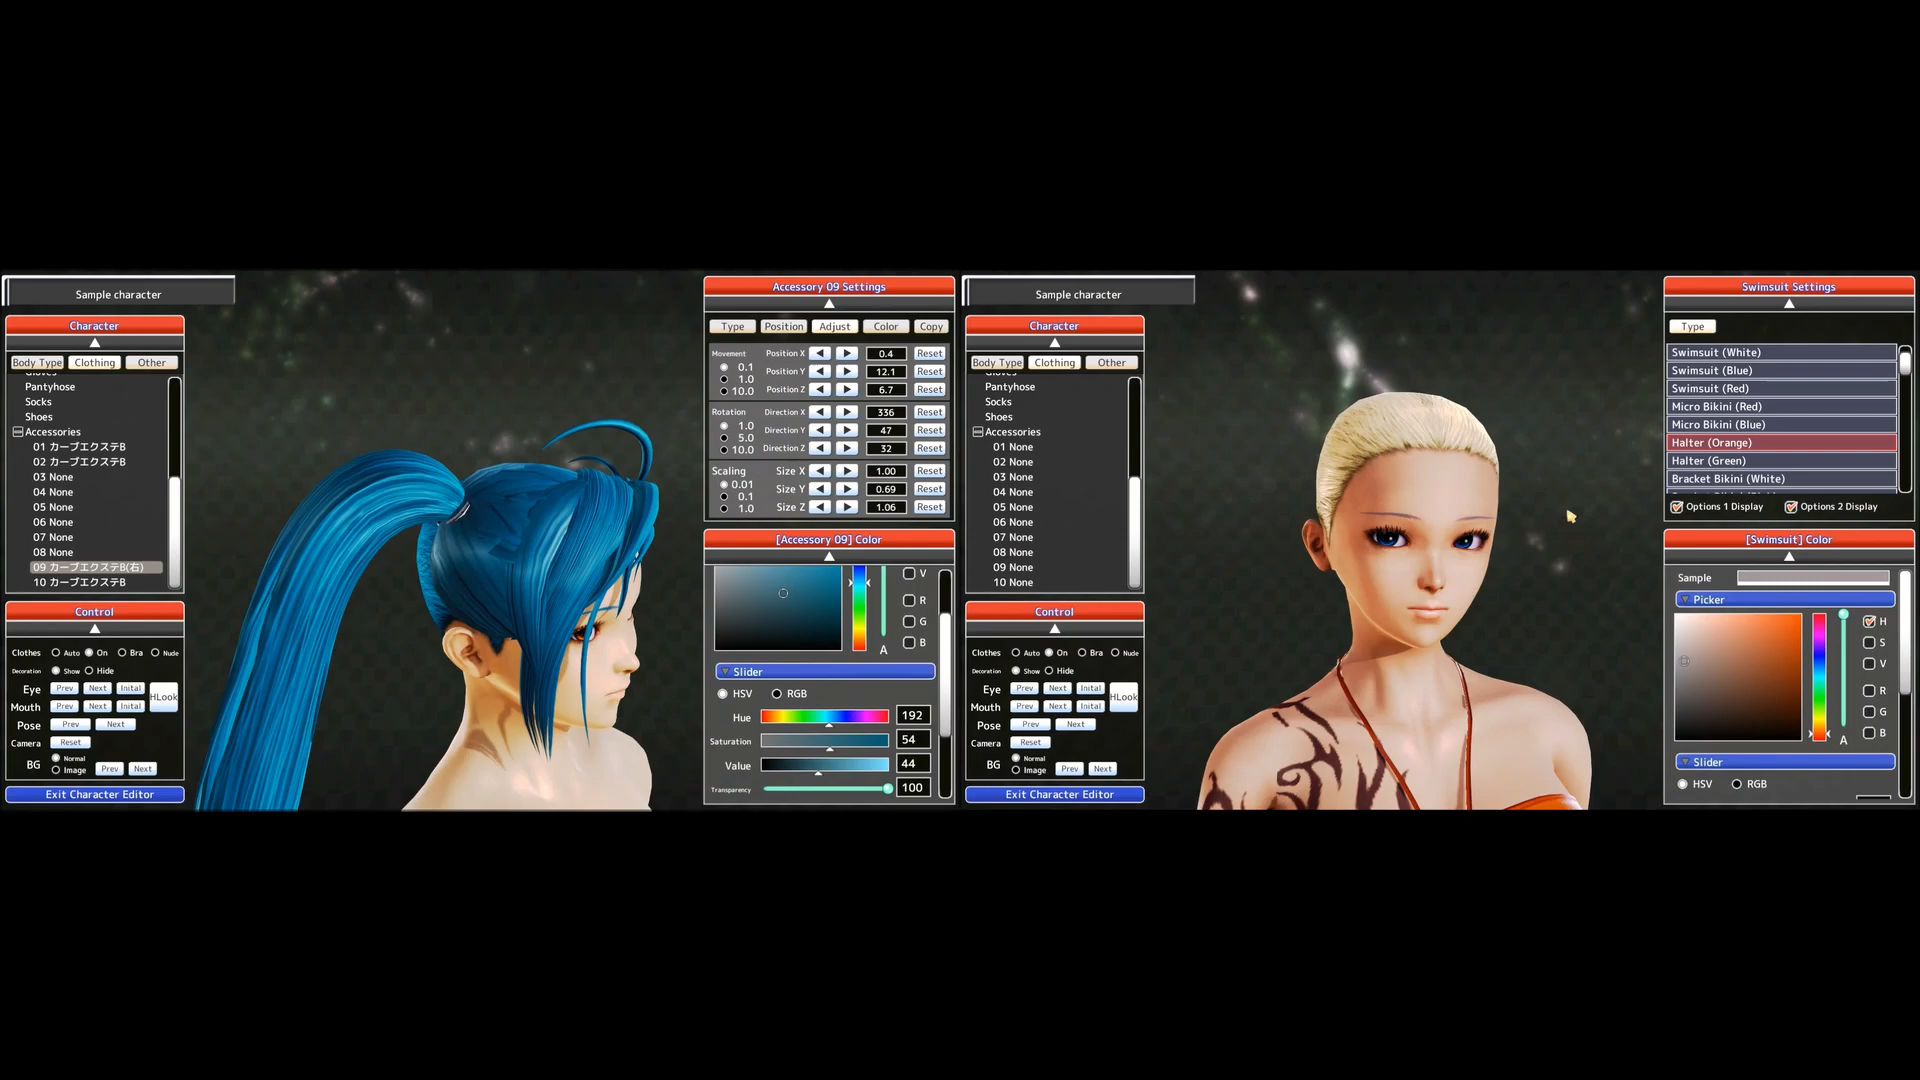 Sample character
Character
Body Type Clothing Other
Gloves
Pantyhose
Socks
Shoes
Accessories
01 カーブエクステB
02 カーブエクステB
03 None
04 None
05 None
06 None
07 None
08 None
09 カーブエクステB(右)
10 カーブエクステB
Control
Clothes Auto On Bra Nude
Decoration Show Hide
Eye Prev Next Inital
HLook
Mouth Prev Next Inital
Pose Prev Next
Camera Reset
BG Normal
Image Prev Next
Exit Character Editor
Accessory 09 Settings
Type Position Adjust Color Copy
Movement Position X 0.4 Reset
0.1
Position Y 12.1 Reset
1.0
Position Z 6.7 Reset
10.0
Rotation Direction X 336 Reset
1.0
Direction Y 47 Reset
5.0
Direction Z 32 Reset
10.0
Scaling Size X 1.00 Reset
0.01
Size Y 0.69 Reset
0.1
Size Z 1.06 Reset
1.0
[Accessory 09] Color
V
R
G
B
A
Slider
HSV RGB
Hue 192
Saturation 54
Value 44
Transparency 100
Sample character
Character
Body Type Clothing Other
Gloves
Pantyhose
Socks
Shoes
Accessories
01 None
02 None
03 None
04 None
05 None
06 None
07 None
08 None
09 None
10 None
Control
Clothes Auto On Bra Nude
Decoration Show Hide
Eye Prev Next Inital
HLook
Mouth Prev Next Inital
Pose Prev Next
Camera Reset
BG Normal
Image Prev Next
Exit Character Editor
Swimsuit Settings
Type
Swimsuit (White)
Swimsuit (Blue)
Swimsuit (Red)
Micro Bikini (Red)
Micro Bikini (Blue)
Halter (Orange)
Halter (Green)
Bracket Bikini (White)
Options 1 Display Options 2 Display
[Swimsuit] Color
Sample
Picker
H
S
V
R
G
B
A
Slider
HSV RGB